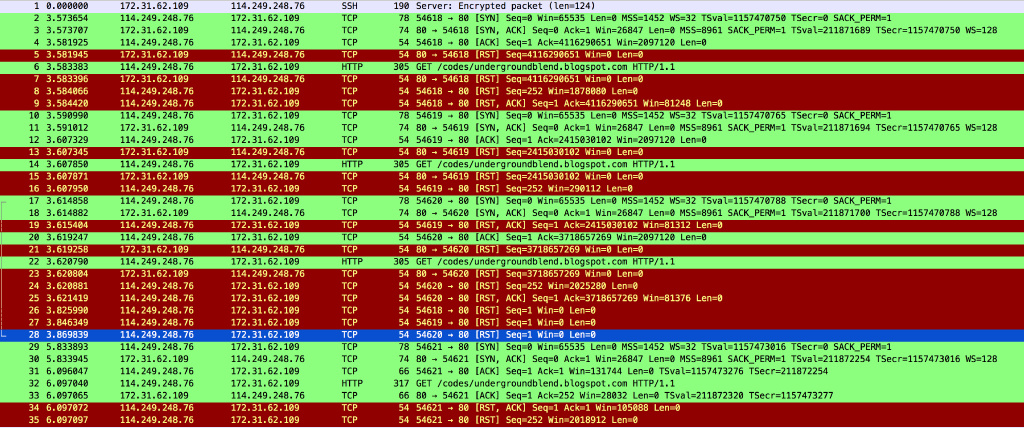 1 0.000000 172.31.62.109 114.249.248.76 SSH 190 Server: Encrypted packet (len=124)
2 3.573654 114.249.248.76 172.31.62.109 TCP 78 54618 → 80 [SYN] Seq=0 Win=65535 Len=0 MSS=1452 WS=32 TSval=1157470750 TSecr=0 SACK_PERM=1
3 3.573707 172.31.62.109 114.249.248.76 TCP 74 80 → 54618 [SYN, ACK] Seq=0 Ack=1 Win=26847 Len=0 MSS=8961 SACK_PERM=1 TSval=211871689 TSecr=1157470750 WS=128
4 3.581925 114.249.248.76 172.31.62.109 TCP 54 54618 → 80 [ACK] Seq=1 Ack=4116290651 Win=2097120 Len=0
5 3.581945 172.31.62.109 114.249.248.76 TCP 54 80 → 54618 [RST] Seq=4116290651 Win=0 Len=0
6 3.583383 114.249.248.76 172.31.62.109 HTTP 305 GET /codes/undergroundblend.blogspot.com HTTP/1.1
7 3.583396 172.31.62.109 114.249.248.76 TCP 54 80 → 54618 [RST] Seq=4116290651 Win=0 Len=0
8 3.584066 114.249.248.76 172.31.62.109 TCP 54 54618 → 80 [RST] Seq=252 Win=1878080 Len=0
9 3.584420 114.249.248.76 172.31.62.109 TCP 54 54618 → 80 [RST, ACK] Seq=1 Ack=4116290651 Win=81248 Len=0
10 3.590990 114.249.248.76 172.31.62.109 TCP 78 54619 → 80 [SYN] Seq=0 Win=65535 Len=0 MSS=1452 WS=32 TSval=1157470765 TSecr=0 SACK_PERM=1
11 3.591012 172.31.62.109 114.249.248.76 TCP 74 80 → 54619 [SYN, ACK] Seq=0 Ack=1 Win=26847 Len=0 MSS=8961 SACK_PERM=1 TSval=211871694 TSecr=1157470765 WS=128
12 3.607329 114.249.248.76 172.31.62.109 TCP 54 54619 → 80 [ACK] Seq=1 Ack=2415030102 Win=2097120 Len=0
13 3.607345 172.31.62.109 114.249.248.76 TCP 54 80 → 54619 [RST] Seq=2415030102 Win=0 Len=0
14 3.607850 114.249.248.76 172.31.62.109 HTTP 305 GET /codes/undergroundblend.blogspot.com HTTP/1.1
15 3.607871 172.31.62.109 114.249.248.76 TCP 54 80 → 54619 [RST] Seq=2415030102 Win=0 Len=0
16 3.607950 114.249.248.76 172.31.62.109 TCP 54 54619 → 80 [RST] Seq=252 Win=290112 Len=0
17 3.614858 114.249.248.76 172.31.62.109 TCP 78 54620 → 80 [SYN] Seq=0 Win=65535 Len=0 MSS=1452 WS=32 TSval=1157470788 TSecr=0 SACK_PERM=1
18 3.614882 172.31.62.109 114.249.248.76 TCP 74 80 → 54620 [SYN, ACK] Seq=0 Ack=1 Win=26847 Len=0 MSS=8961 SACK_PERM=1 TSval=211871700 TSecr=1157470788 WS=128
19 3.615404 114.249.248.76 172.31.62.109 TCP 54 54619 → 80 [RST, ACK] Seq=1 Ack=2415030102 Win=81312 Len=0
20 3.619247 114.249.248.76 172.31.62.109 TCP 54 54620 → 80 [ACK] Seq=1 Ack=3718657269 Win=2097120 Len=0
21 3.619258 172.31.62.109 114.249.248.76 TCP 54 80 → 54620 [RST] Seq=3718657269 Win=0 Len=0
22 3.620790 114.249.248.76 172.31.62.109 HTTP 305 GET /codes/undergroundblend.blogspot.com HTTP/1.1
23 3.620804 172.31.62.109 114.249.248.76 TCP 54 80 → 54620 [RST] Seq=3718657269 Win=0 Len=0
24 3.620881 114.249.248.76 172.31.62.109 TCP 54 54620 → 80 [RST] Seq=252 Win=2025280 Len=0
25 3.621419 114.249.248.76 172.31.62.109 TCP 54 54620 → 80 [RST, ACK] Seq=1 Ack=3718657269 Win=81376 Len=0
26 3.825990 114.249.248.76 172.31.62.109 TCP 54 54618 → 80 [RST] Seq=1 Win=0 Len=0
27 3.846349 114.249.248.76 172.31.62.109 TCP 54 54619 → 80 [RST] Seq=1 Win=0 Len=0
28 3.869839 114.249.248.76 172.31.62.109 TCP 54 54620 → 80 [RST] Seq=1 Win=0 Len=0
29 5.833893 114.249.248.76 172.31.62.109 TCP 78 54621 → 80 [SYN] Seq=0 Win=65535 Len=0 MSS=1452 WS=32 TSval=1157473016 TSecr=0 SACK_PERM=1
30 5.833945 172.31.62.109 114.249.248.76 TCP 74 80 → 54621 [SYN, ACK] Seq=0 Ack=1 Win=26847 Len=0 MSS=8961 SACK_PERM=1 TSval=211872254 TSecr=1157473016 WS=128
31 6.096047 114.249.248.76 172.31.62.109 TCP 66 54621 → 80 [ACK] Seq=1 Ack=1 Win=131744 Len=0 TSval=1157473276 TSecr=211872254
32 6.097040 114.249.248.76 172.31.62.109 HTTP 317 GET /codes/undergroundblend.blogspot.com HTTP/1.1
33 6.097065 172.31.62.109 114.249.248.76 TCP 66 80 → 54621 [ACK] Seq=1 Ack=252 Win=28032 Len=0 TSval=211872320 TSecr=1157473277
34 6.097072 114.249.248.76 172.31.62.109 TCP 54 54621 → 80 [RST, ACK] Seq=1 Ack=1 Win=105088 Len=0
35 6.097097 114.249.248.76 172.31.62.109 TCP 54 54621 → 80 [RST] Seq=252 Win=2018912 Len=0